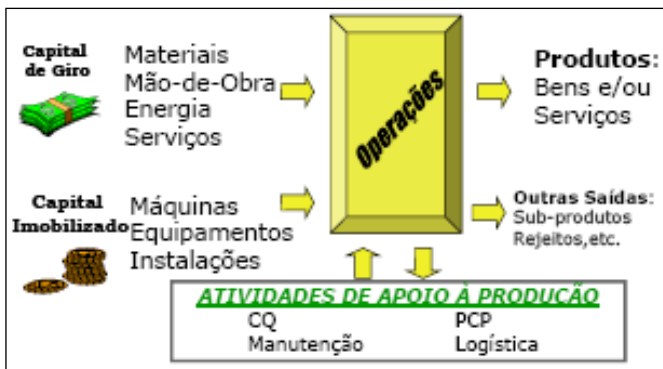 Capital
de Giro
Materiais
Mão-de-Obra
Energia
Serviços
Operações
Produtos:
Bens e/ou
Serviços
Capital
Imobilizado
Máquinas
Equipamentos
Instalações
Outras Saídas:
Sub-produtos
Rejeitos,etc.
ATIVIDADES DE APOIO À PRODUÇÃO
CQ PCP
Manutenção Logística